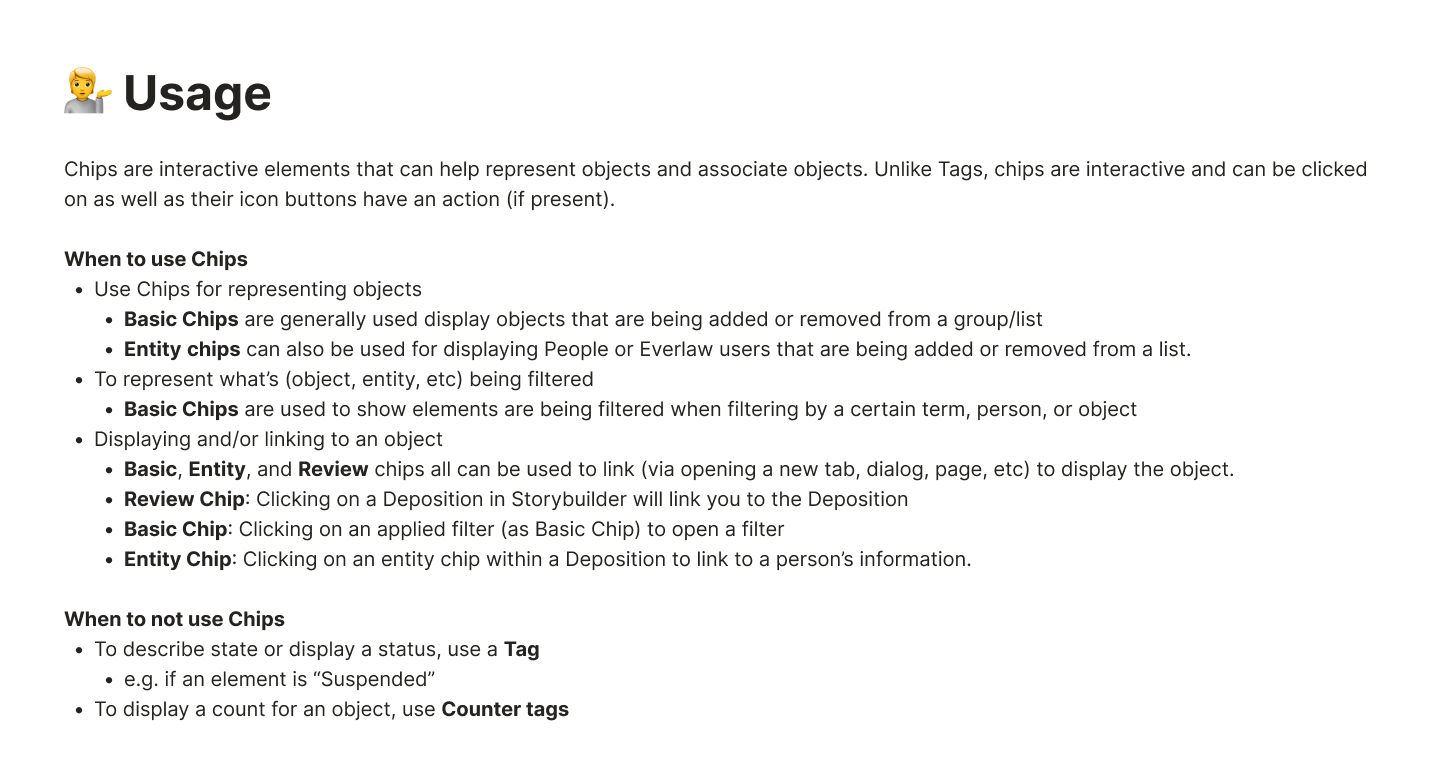 Usage
Chips are interactive elements that can help represent objects and associate objects. Unlike Tags, chips are interactive and can be clicked
on as well as their icon buttons have an action (if present).
When to use Chips
• Use Chips for representing objects
• Basic Chips are generally used display objects that are being added or removed from a group/list
• Entity chips can also be used for displaying People or Everlaw users that are being added or removed from a list.
• To represent what’s (object, entity, etc) being filtered
• Basic Chips are used to show elements are being filtered when filtering by a certain term, person, or object
• Displaying and/or linking to an object
• Basic, Entity, and Review chips all can be used to link (via opening a new tab, dialog, page, etc) to display the object.
• Review Chip: Clicking on a Deposition in Storybuilder will link you to the Deposition
• Basic Chip: Clicking on an applied filter (as Basic Chip) to open a filter
• Entity Chip: Clicking on an entity chip within a Deposition to link to a person’s information.
When to not use Chips
• To describe state or display a status, use a Tag
• e.g. if an element is “Suspended”
• To display a count for an object, use Counter tags